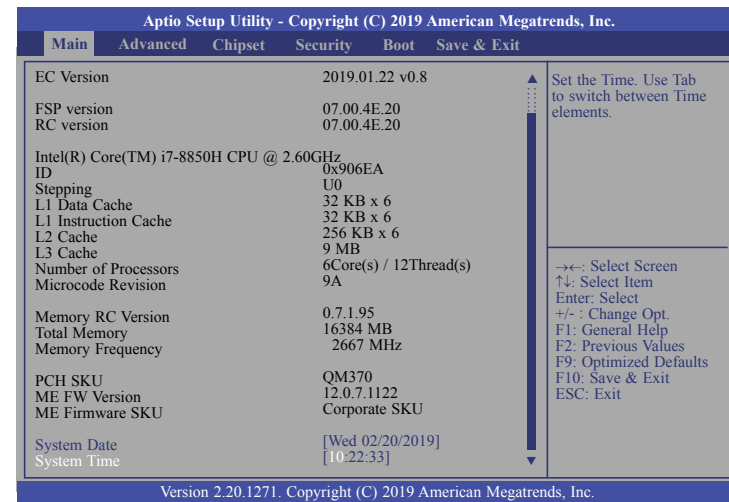 Aptio Setup Utility - Copyright (C) 2019 American Megatrends, Inc.
Main Advanced Chipset Security Boot Save & Exit
EC Version 2019.01.22 v0.8
FSP version 07.00.4E.20
RC version 07.00.4E.20
Intel(R) Core(TM) i7-8850H CPU @ 2.60GHz
ID 0x906EA
Stepping U0
L1 Data Cache 32 KB x 6
L1 Instruction Cache 32 KB x 6
L2 Cache 256 KB x 6
L3 Cache 9 MB
Number of Processors 6Core(s) / 12Thread(s)
Microcode Revision 9A
Memory RC Version 0.7.1.95
Total Memory 16384 MB
Memory Frequency 2667 MHz
PCH SKU QM370
ME FW Version 12.0.7.1122
ME Firmware SKU Corporate SKU
System Date [Wed 02/20/2019]
System Time [10:22:33]
Set the Time. Use Tab
to switch between Time
elements.
→←: Select Screen
↑↓: Select Item
Enter: Select
+/- : Change Opt.
F1: General Help
F2: Previous Values
F9: Optimized Defaults
F10: Save & Exit
ESC: Exit
Version 2.20.1271. Copyright (C) 2019 American Megatrends, Inc.